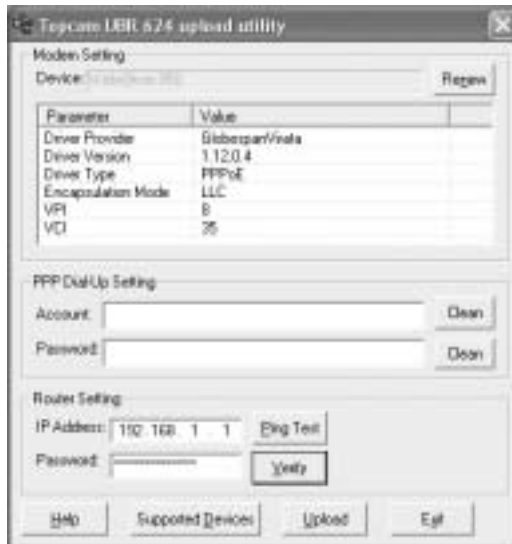 Topcom UBR 624 upload utility
Modem Setting
Device:
Renew
Parameter Value
Driver Provider GlobespanVirata
Driver Version 1.12.0.4
Driver Type PPPoE
Encapsulation Mode LLC
VPI 8
VCI 35
PPP Dial-Up Setting
Account: Clean
Password: Clean
Router Setting
IP Address: 192 . 168 . 1 . 1 Ping Test
Password: Verify
Help Supported Devices Upload Exit